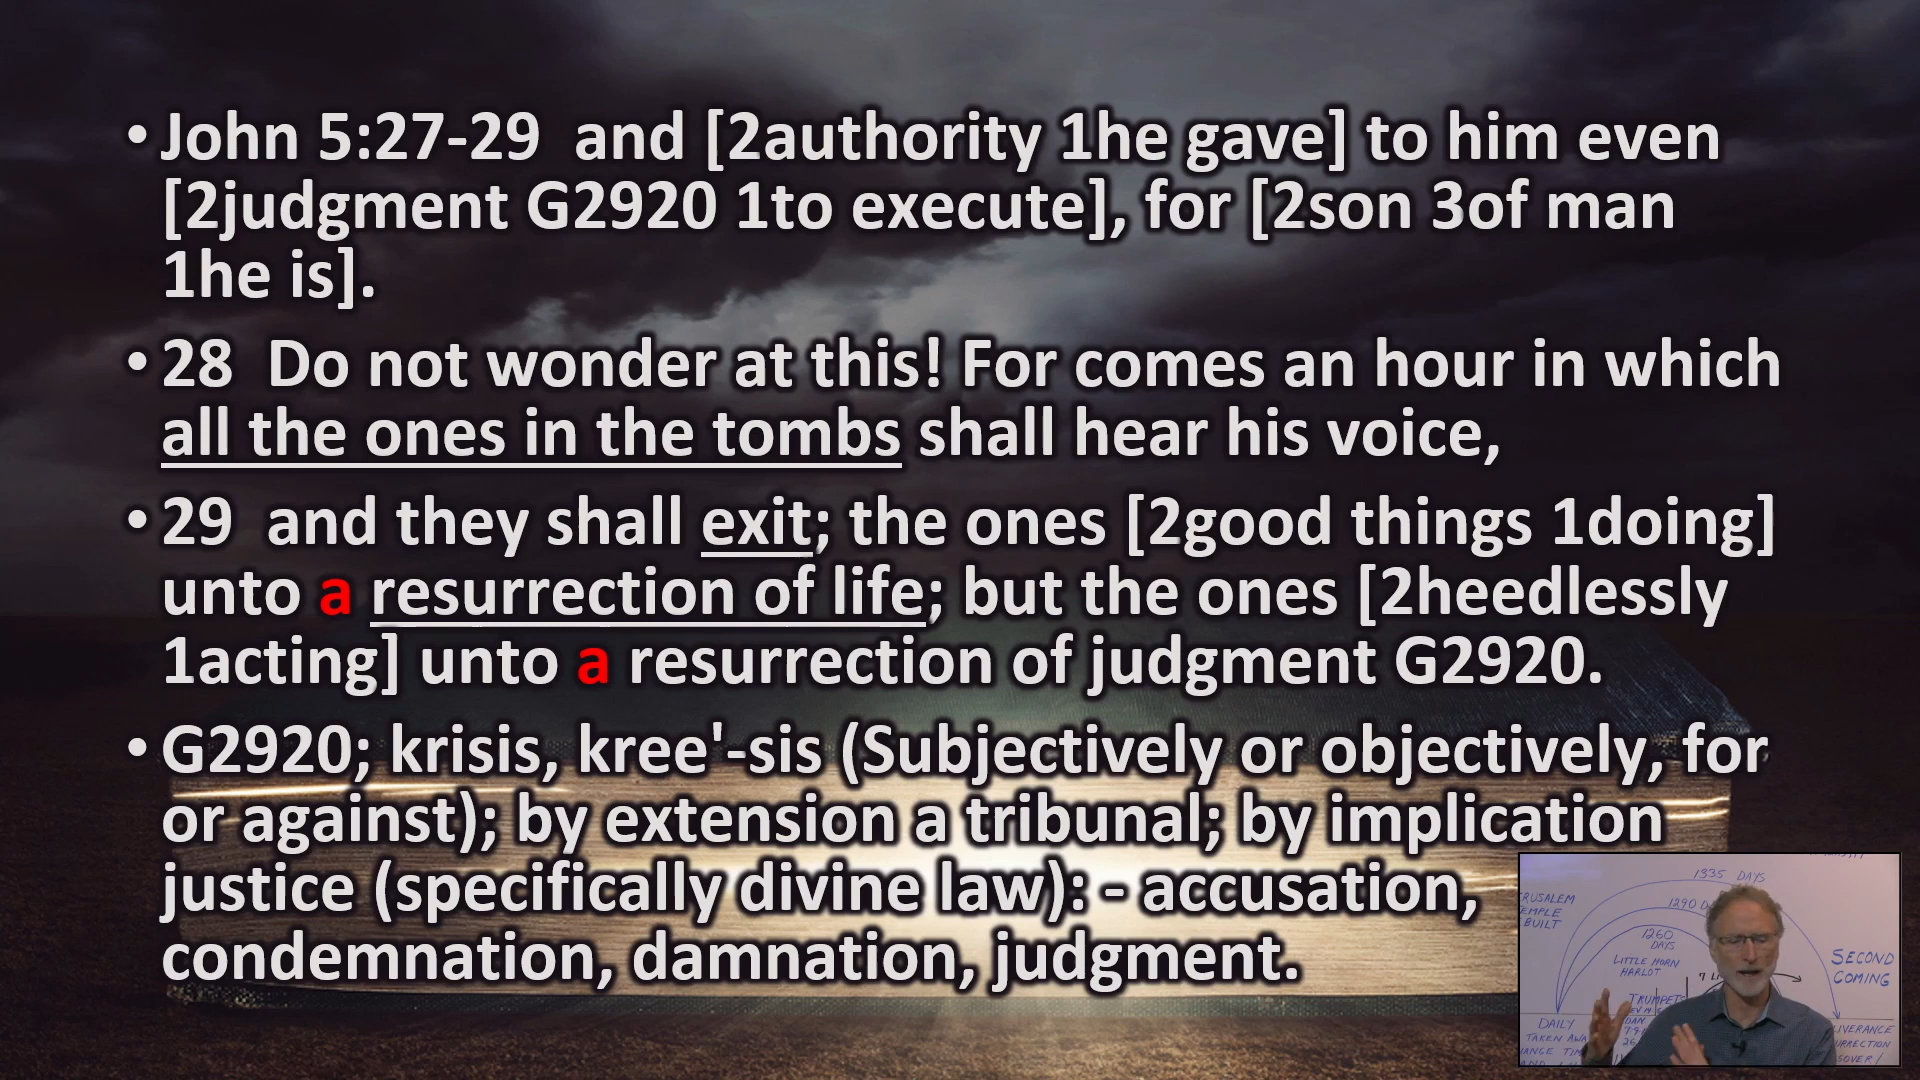 • John 5:27-29  and [2authority 1he gave] to him even
[2judgment G2920 1to execute], for [2son 3of man
1he is].
• 28  Do not wonder at this! For comes an hour in which
all the ones in the tombs shall hear his voice,
• 29  and they shall exit; the ones [2good things 1doing]
unto a resurrection of life; but the ones [2heedlessly
1acting] unto a resurrection of judgment G2920.
• G2920; krisis, kree'-sis (Subjectively or objectively, for
or against); by extension a tribunal; by implication
justice (specifically divine law): - accusation,
condemnation, damnation, judgment.
1335 DAYS
1290
BUILT
1260
DAYS
LITTLE HORN
HARLOT
SECOND
COMING
TRUMPETS
DAILY
DAN
TAKEN